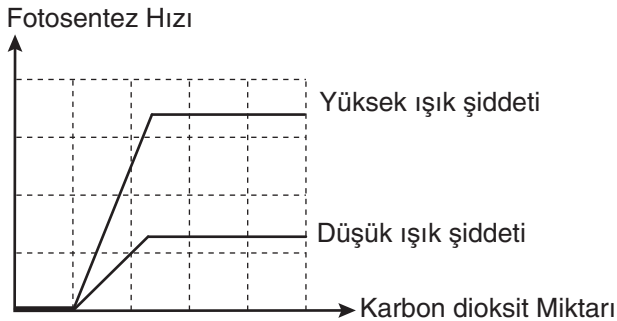 Fotosentez Hızı
Yüksek ışık şiddeti
Düşük ışık şiddeti
Karbon dioksit Miktarı